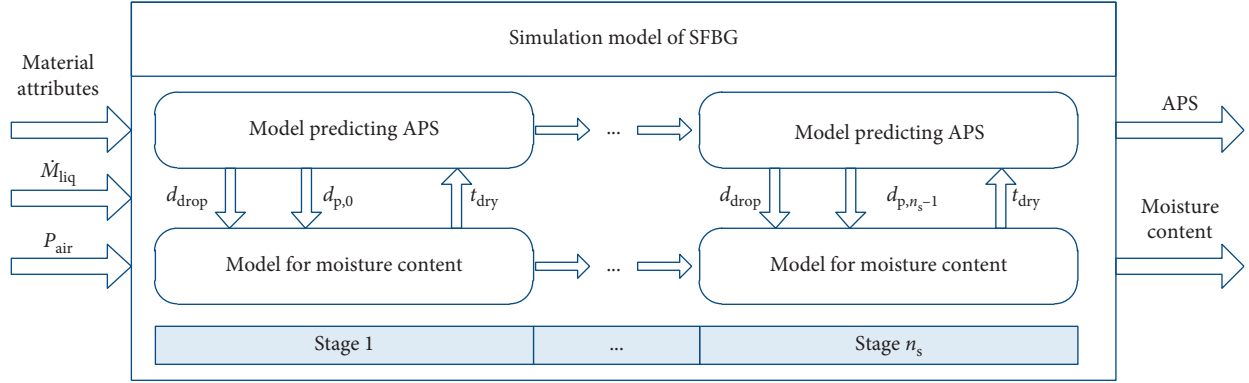 Simulation model of SFBG
Material
attributes
Ṁliq
Pair
Model predicting APS
...
Model predicting APS
ddrop
dp,0
tdry
ddrop
dp,ns–1
tdry
Model for moisture content
...
Model for moisture content
Stage 1
...
Stage ns
APS
Moisture
content